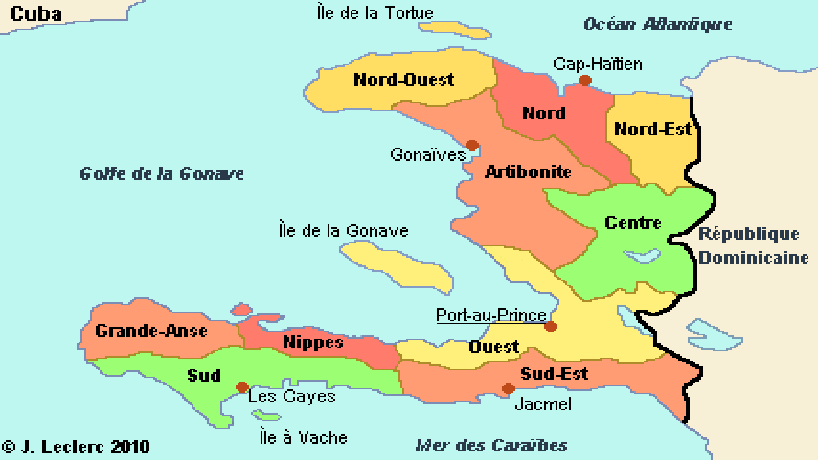 Cuba
Île de la Tortue
Océan Atlantique
Cap-Haïtien
Nord-Ouest
Nord
Nord-Est
Gonaïves
Artibonite
Golfe de la Gonave
Centre
Île de la Gonave
République
Dominicaine
Port-au-Prince
Grande-Anse
Nippes
Ouest
Sud
Sud-Est
Les Cayes
Jacmel
Île à Vache
Mer des Caraïbes
© J. Leclerc 2010